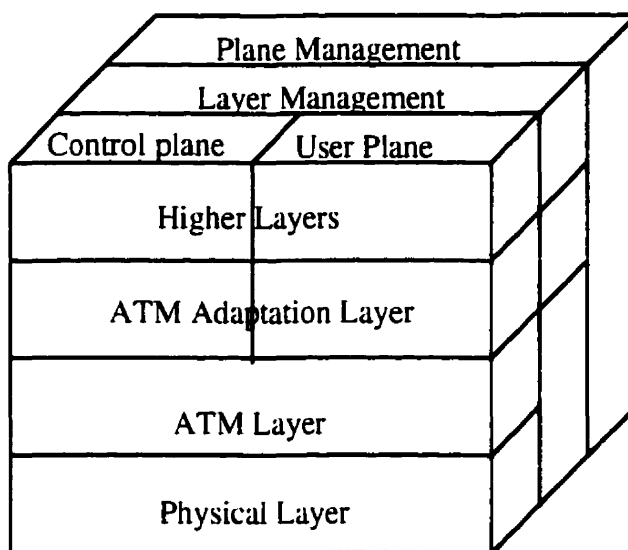 Plane Management
Layer Management
Control plane User Plane
Higher Layers
ATM Adaptation Layer
ATM Layer
Physical Layer